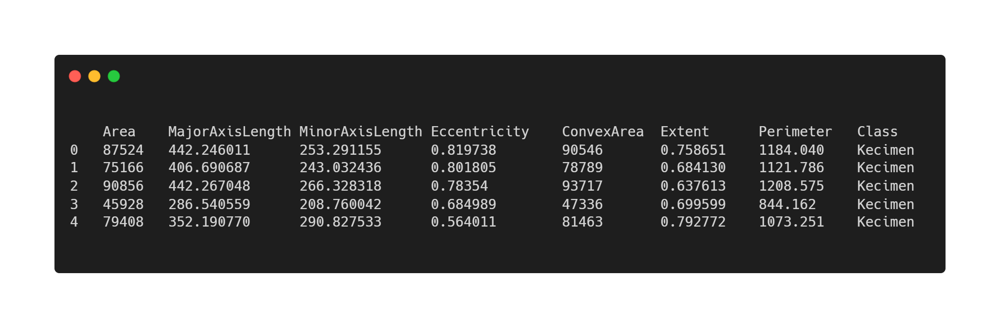 Area MajorAxisLength MinorAxisLength Eccentricity ConvexArea Extent Perimeter Class
0 87524 442.246011 253.291155 0.819738 90546 0.758651 1184.040 Kecimen
1 75166 406.690687 243.032436 0.801805 78789 0.684130 1121.786 Kecimen
2 90856 442.267048 266.328318 0.78354 93717 0.637613 1208.575 Kecimen
3 45928 286.540559 208.760042 0.684989 47336 0.699599 844.162 Kecimen
4 79408 352.190770 290.827533 0.564011 81463 0.792772 1073.251 Kecimen